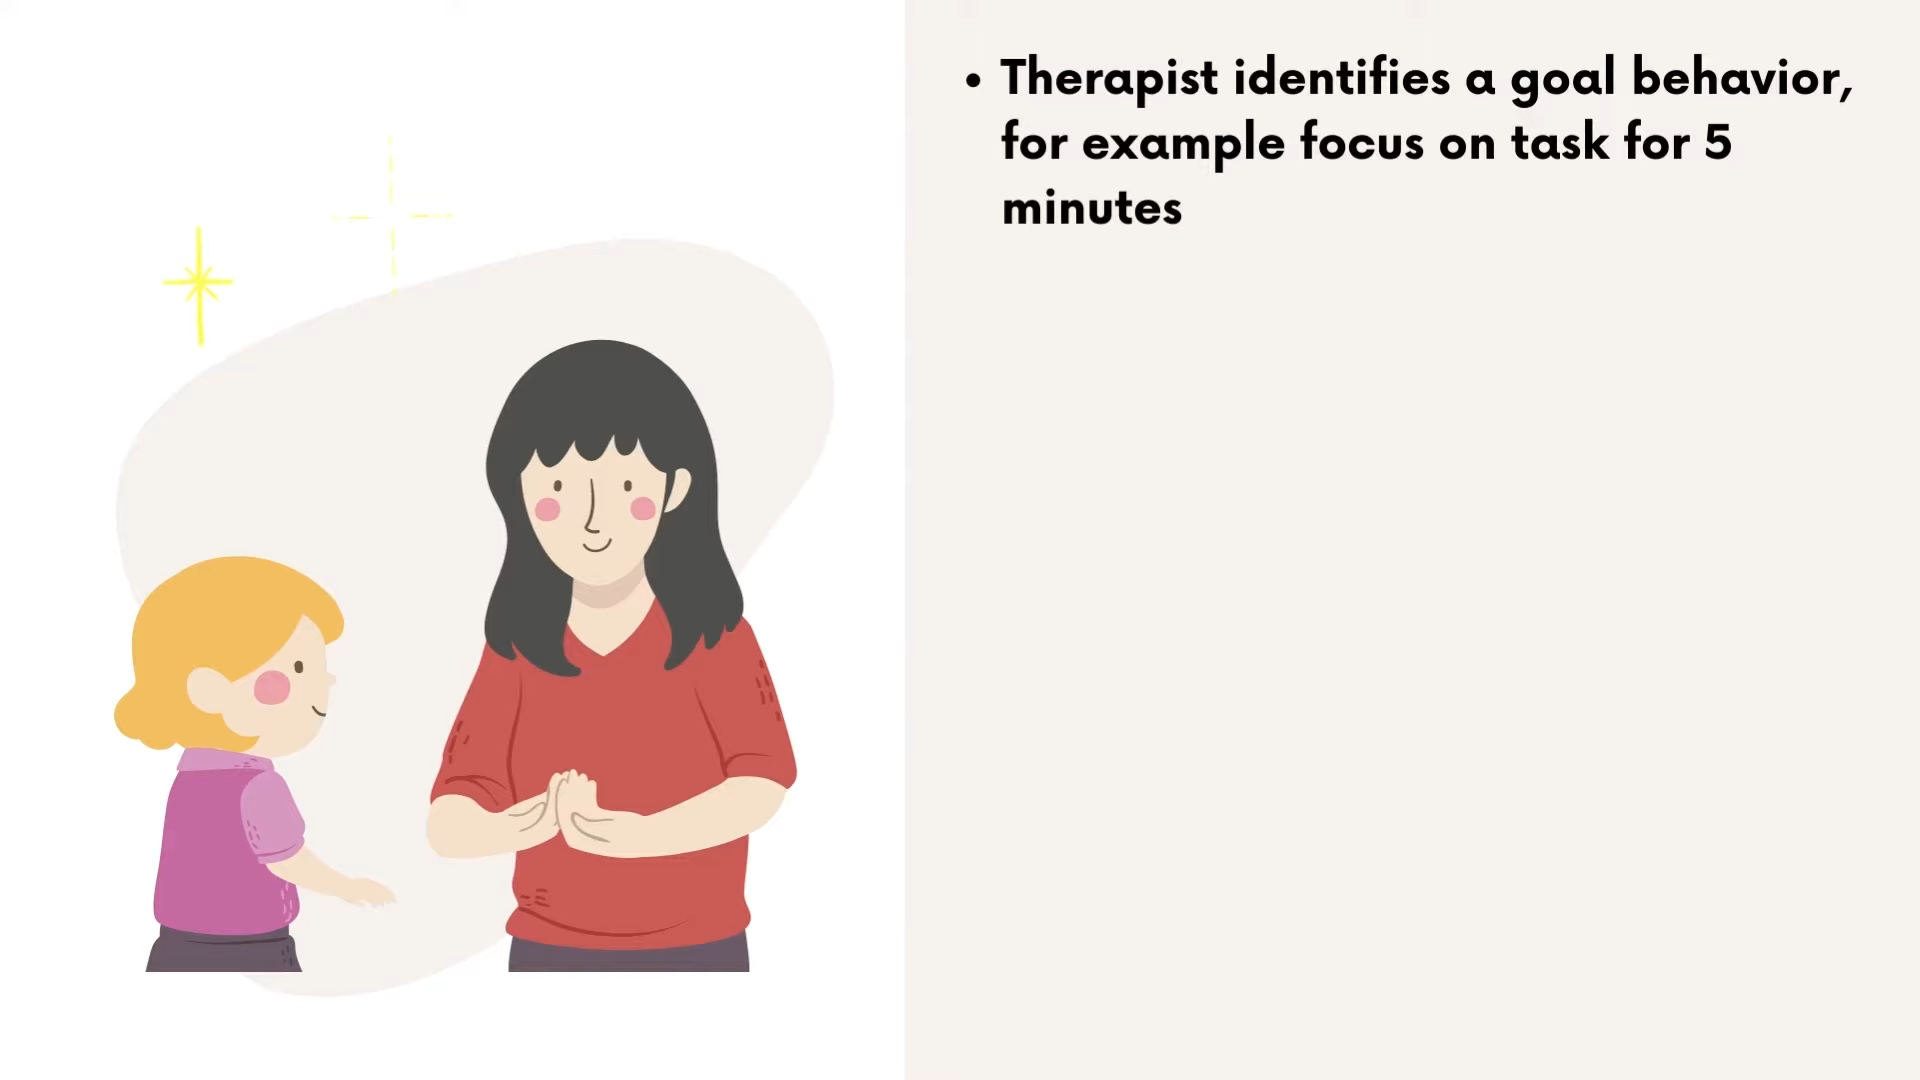 • Therapist identifies a goal behavior,
for example focus on task for 5
minutes